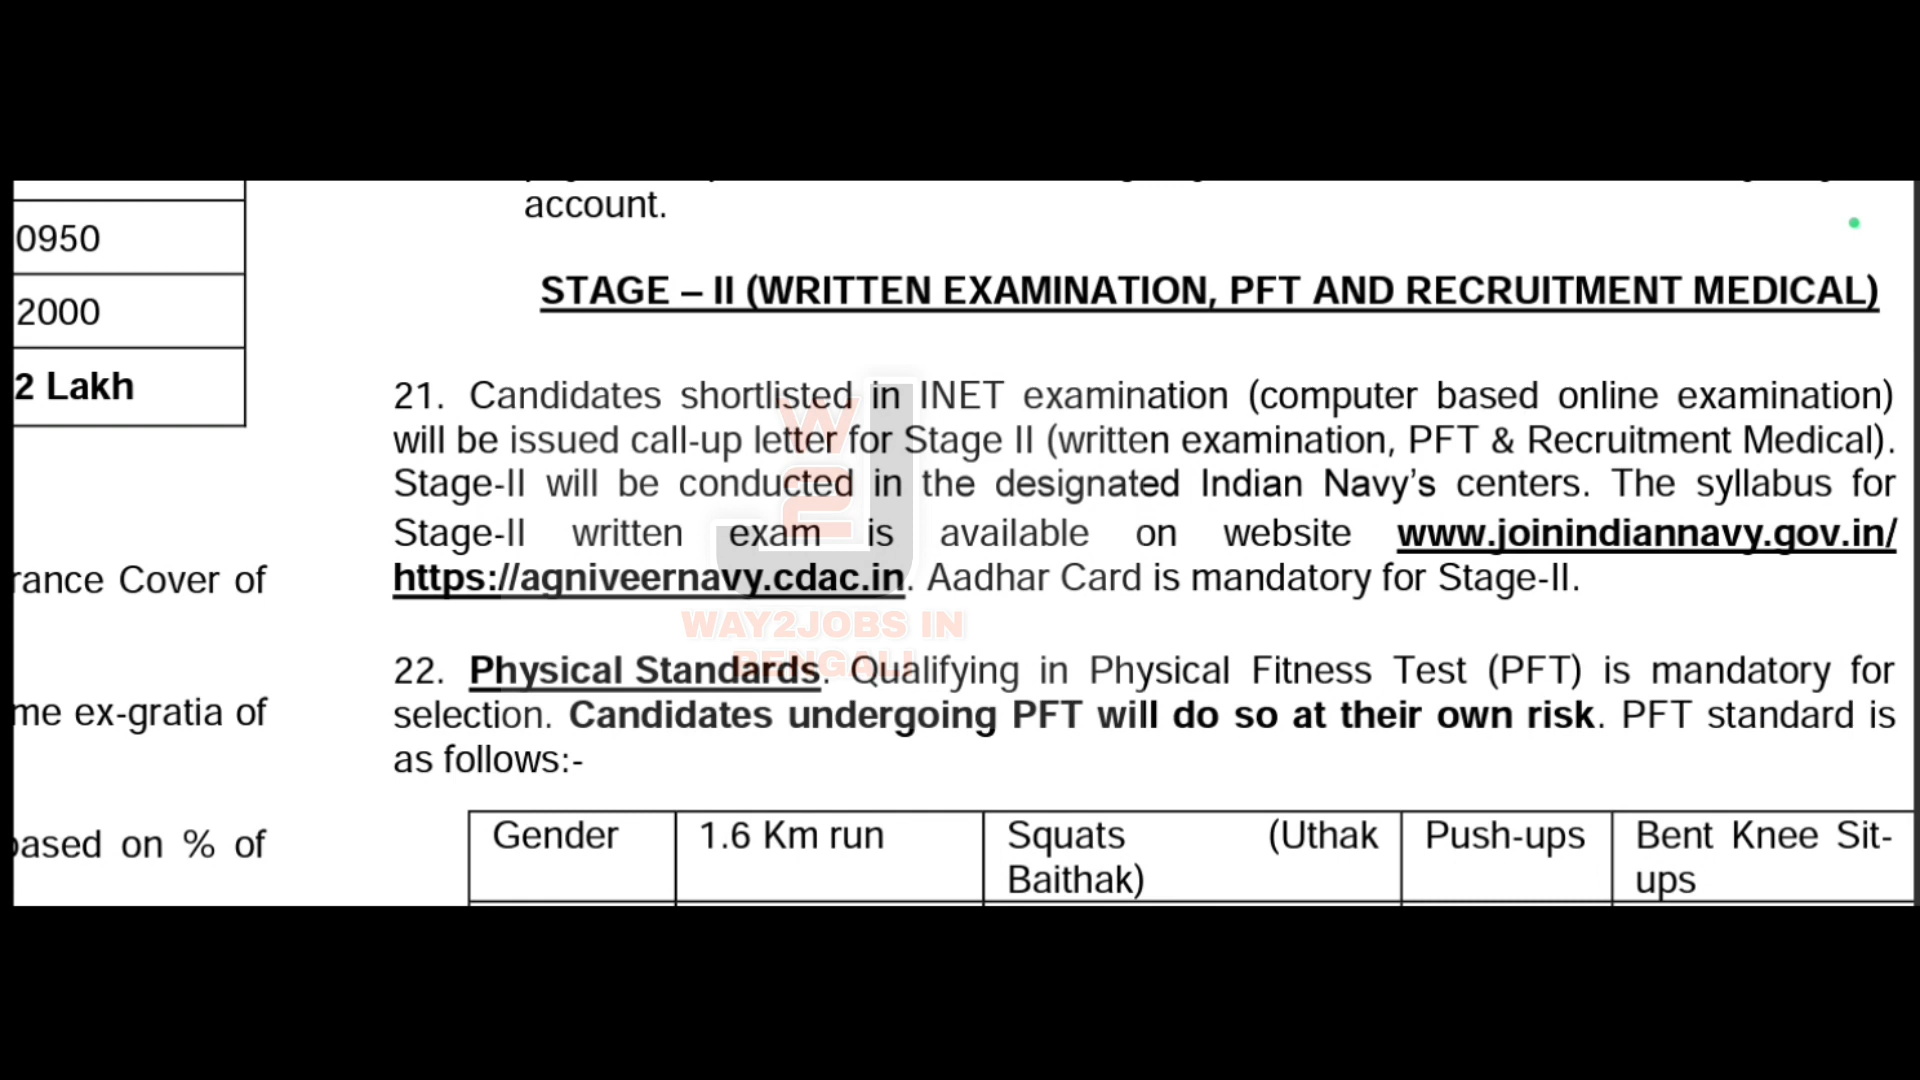 account.
0950
2000
2 Lakh
rance Cover of
me ex-gratia of
based on % of
STAGE – II (WRITTEN EXAMINATION, PFT AND RECRUITMENT MEDICAL)
21. Candidates shortlisted in INET examination (computer based online examination)
will be issued call-up letter for Stage II (written examination, PFT & Recruitment Medical).
Stage-II will be conducted in the designated Indian Navy’s centers. The syllabus for
Stage-II written exam is available on website www.joinindiannavy.gov.in/
https://agniveernavy.cdac.in. Aadhar Card is mandatory for Stage-II.
22. Physical Standards. Qualifying in Physical Fitness Test (PFT) is mandatory for
selection. Candidates undergoing PFT will do so at their own risk. PFT standard is
as follows:-
Gender 1.6 Km run Squats (Uthak Push-ups Bent Knee Sit-
Baithak) ups
W2J
WAY2JOBS IN
BENGALI